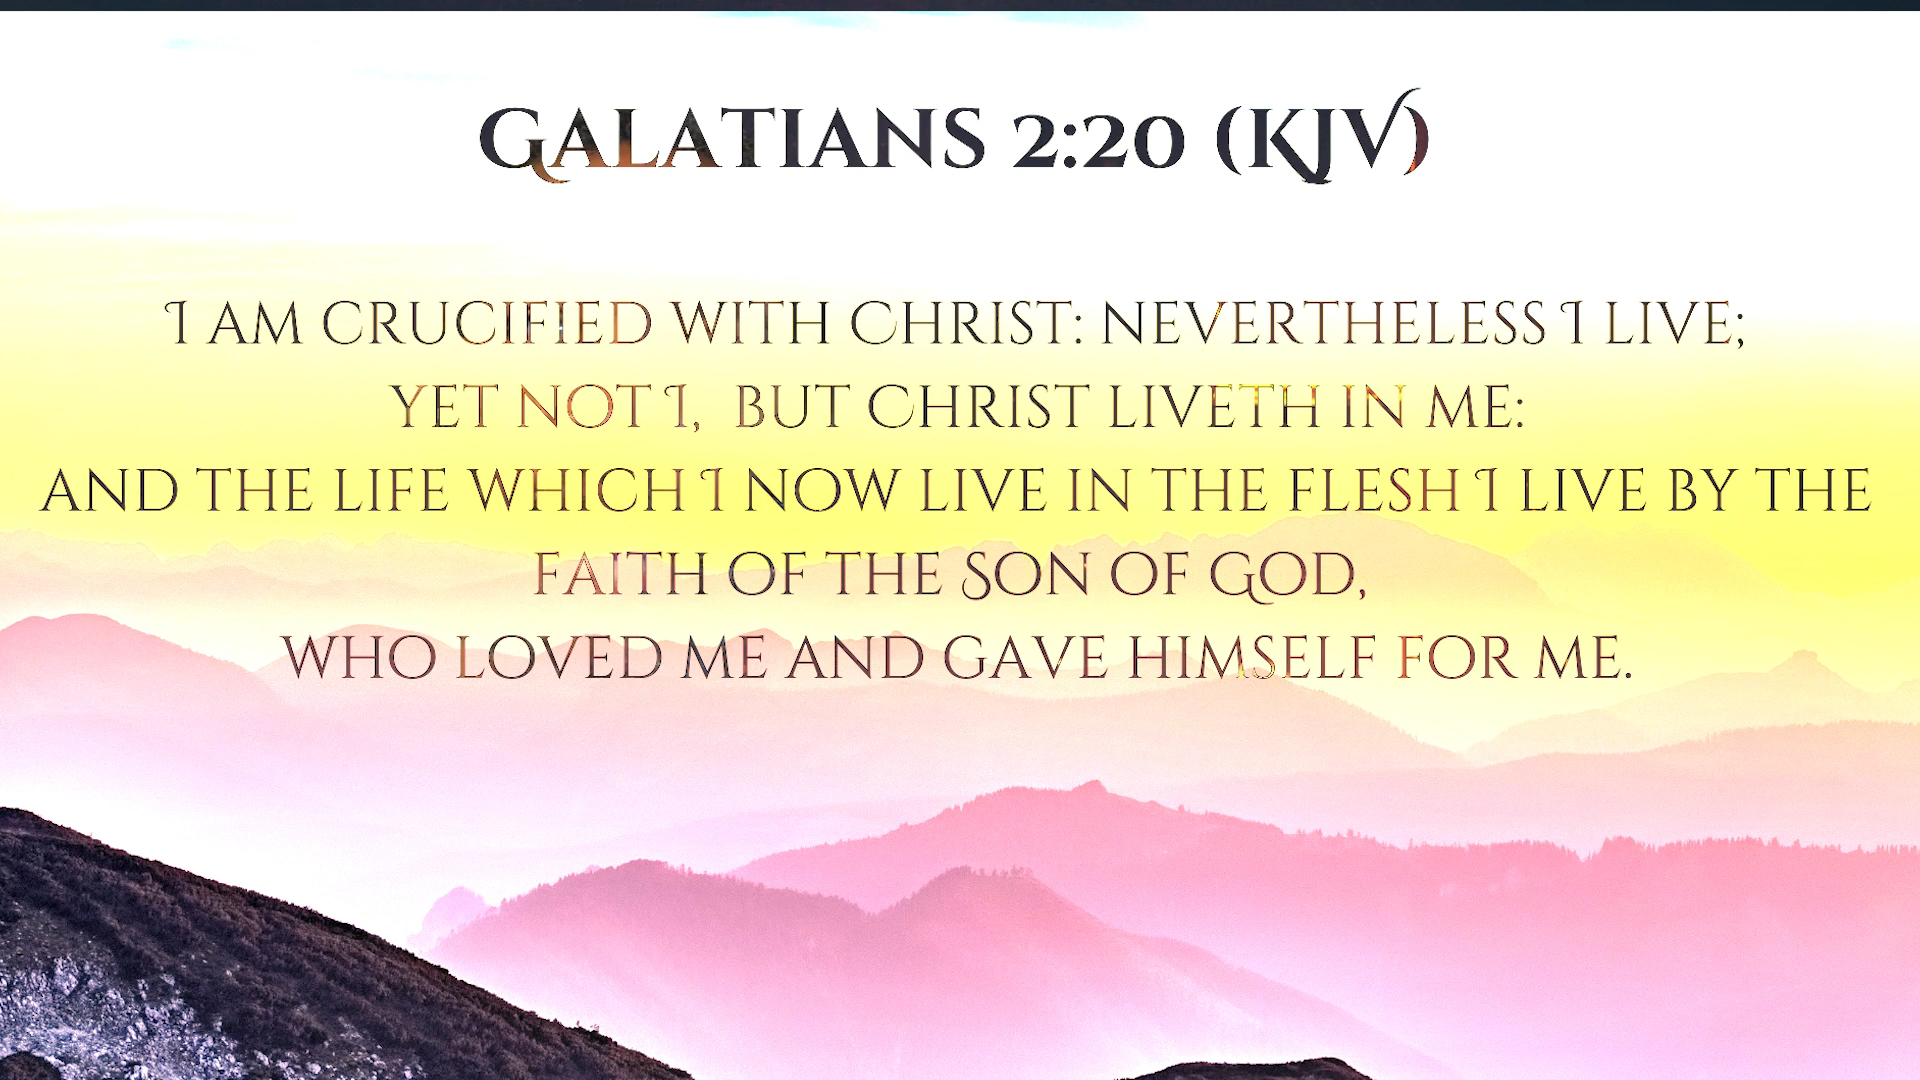 Galatians 2:20 (KJV)
I am crucified with Christ: nevertheless I live;
yet not I, but Christ liveth in me:
and the life which I now live in the flesh I live by the
faith of the Son of God,
who loved me and gave himself for me.